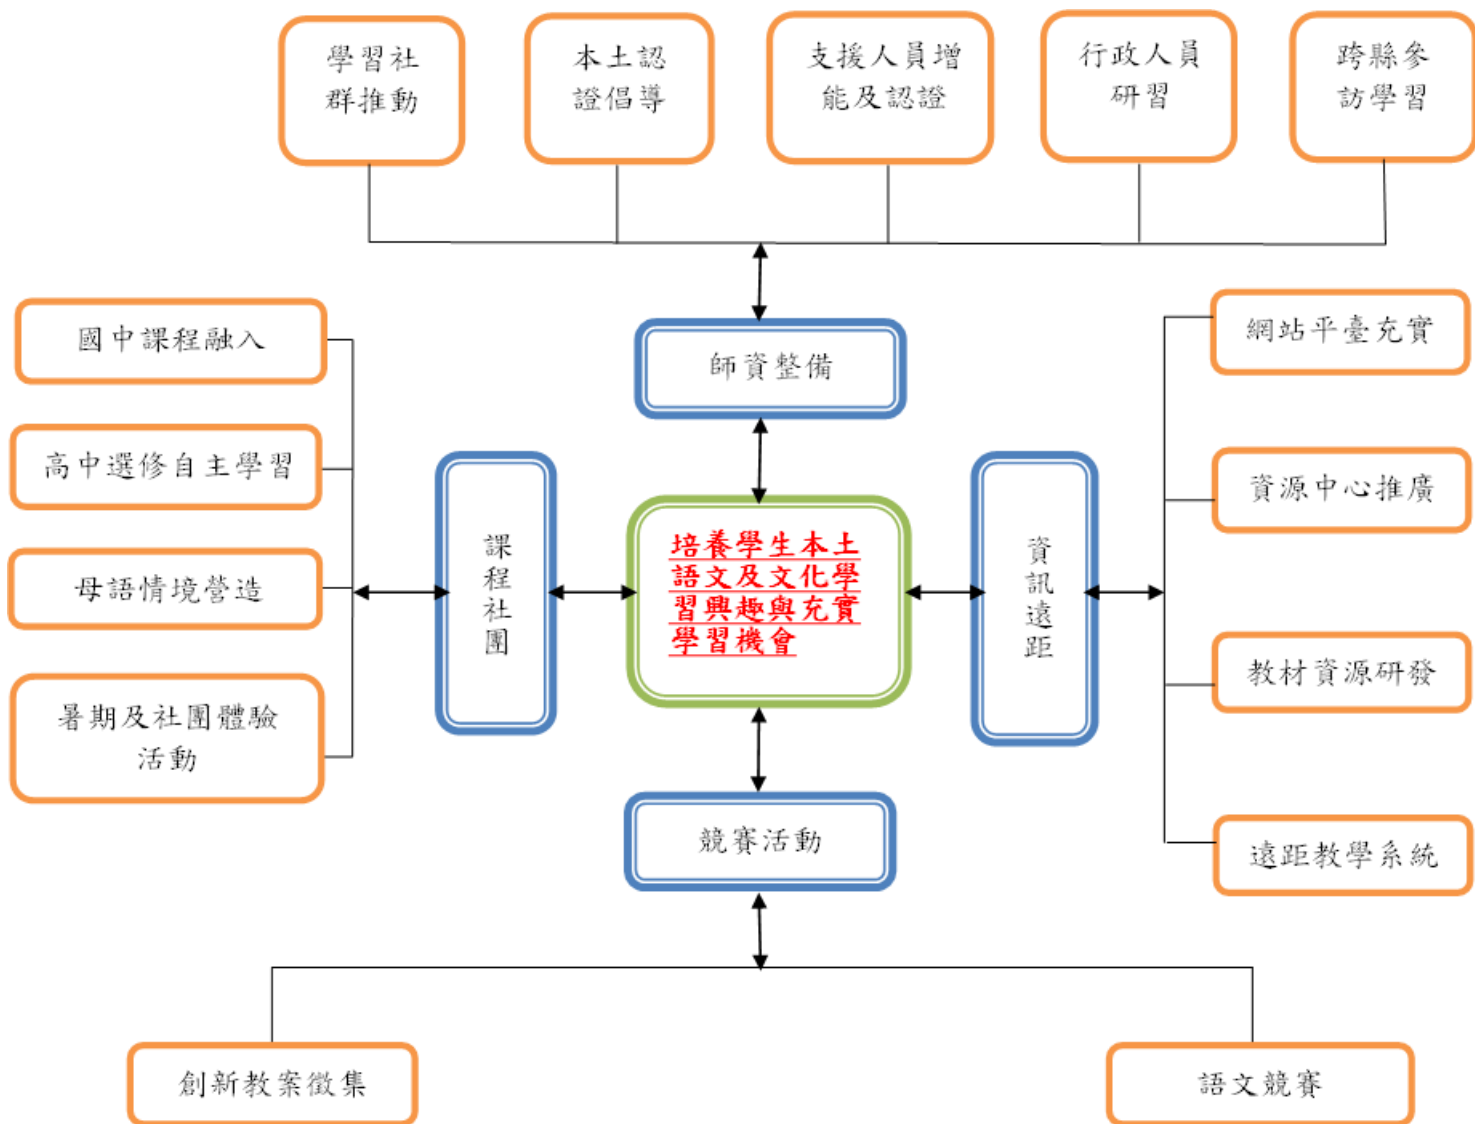 學習社
群推動
本土認
證倡導
支援人員增
能及認證
行政人員
研習
跨縣參
訪學習
師資整備
國中課程融入
高中選修自主學習
母語情境營造
暑期及社團體驗
活動
課程社團
培養學生本土
語文及文化學
習興趣與充實
學習機會
資訊遠距
網站平臺充實
資源中心推廣
教材資源研發
遠距教學系統
競賽活動
創新教案徵集
語文競賽